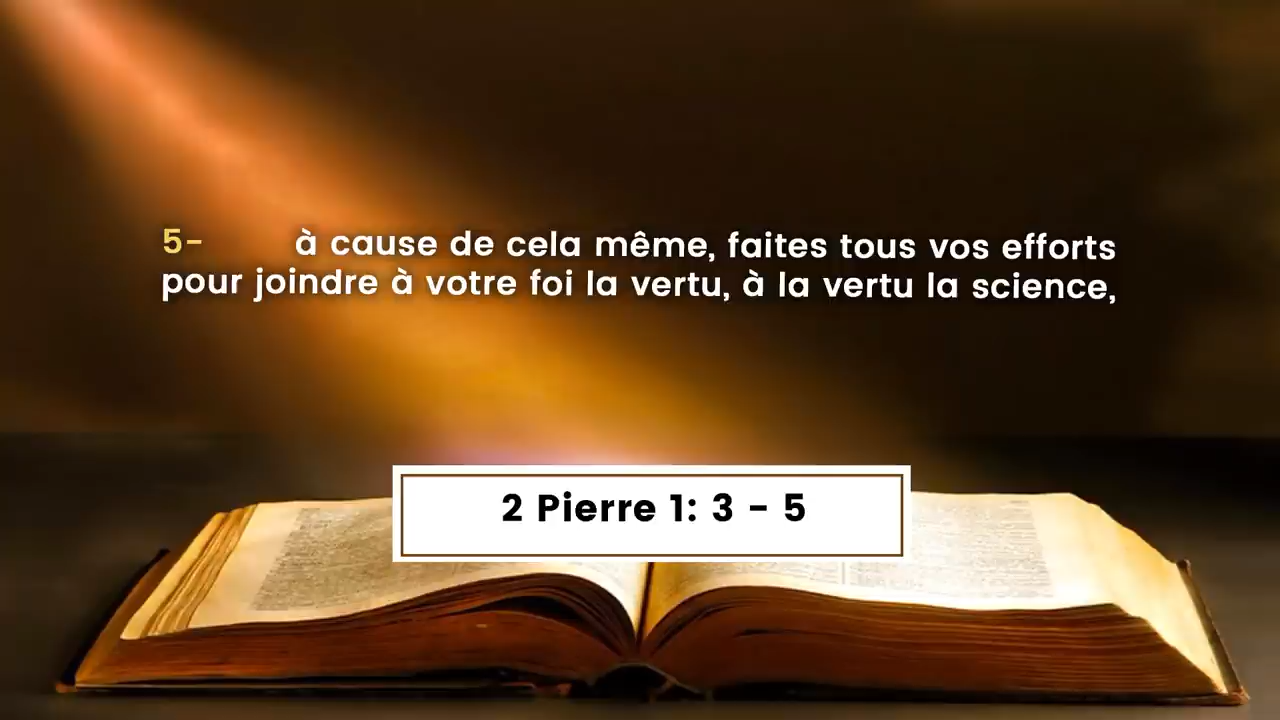 5- à cause de cela même, faites tous vos efforts
pour joindre à votre foi la vertu, à la vertu la science,
2 Pierre 1: 3 - 5